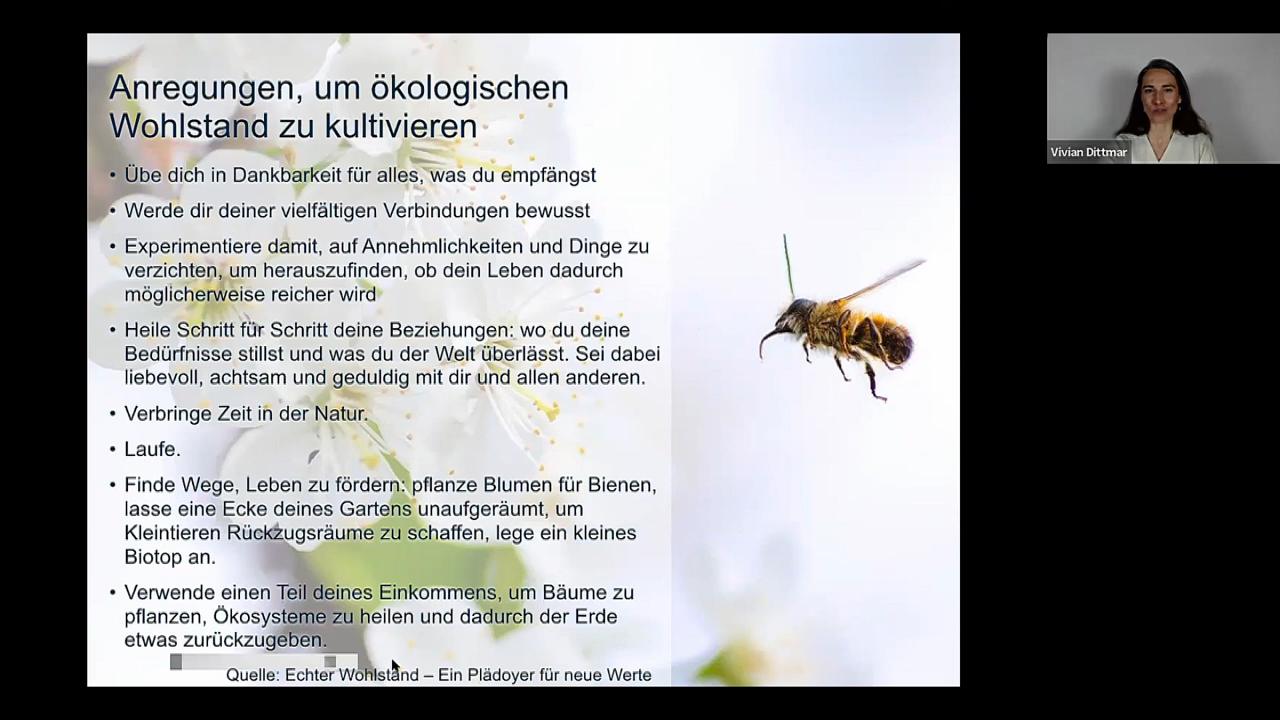 Anregungen, um ökologischen
Wohlstand zu kultivieren
• Übe dich in Dankbarkeit für alles, was du empfängst
• Werde dir deiner vielfältigen Verbindungen bewusst
• Experimentiere damit, auf Annehmlichkeiten und Dinge zu
verzichten, um herauszufinden, ob dein Leben dadurch
möglicherweise reicher wird
• Heile Schritt für Schritt deine Beziehungen: wo du deine
Bedürfnisse stillst und was du der Welt überlässt. Sei dabei
liebevoll, achtsam und geduldig mit dir und allen anderen.
• Verbringe Zeit in der Natur.
• Laufe.
• Finde Wege, Leben zu fördern: pflanze Blumen für Bienen,
lasse eine Ecke deines Gartens unaufgeräumt, um
Kleintieren Rückzugsräume zu schaffen, lege ein kleines
Biotop an.
• Verwende einen Teil deines Einkommens, um Bäume zu
pflanzen, Ökosysteme zu heilen und dadurch der Erde
etwas zurückzugeben.
Quelle: Echter Wohlstand – Ein Plädoyer für neue Werte
Vivian Dittmar